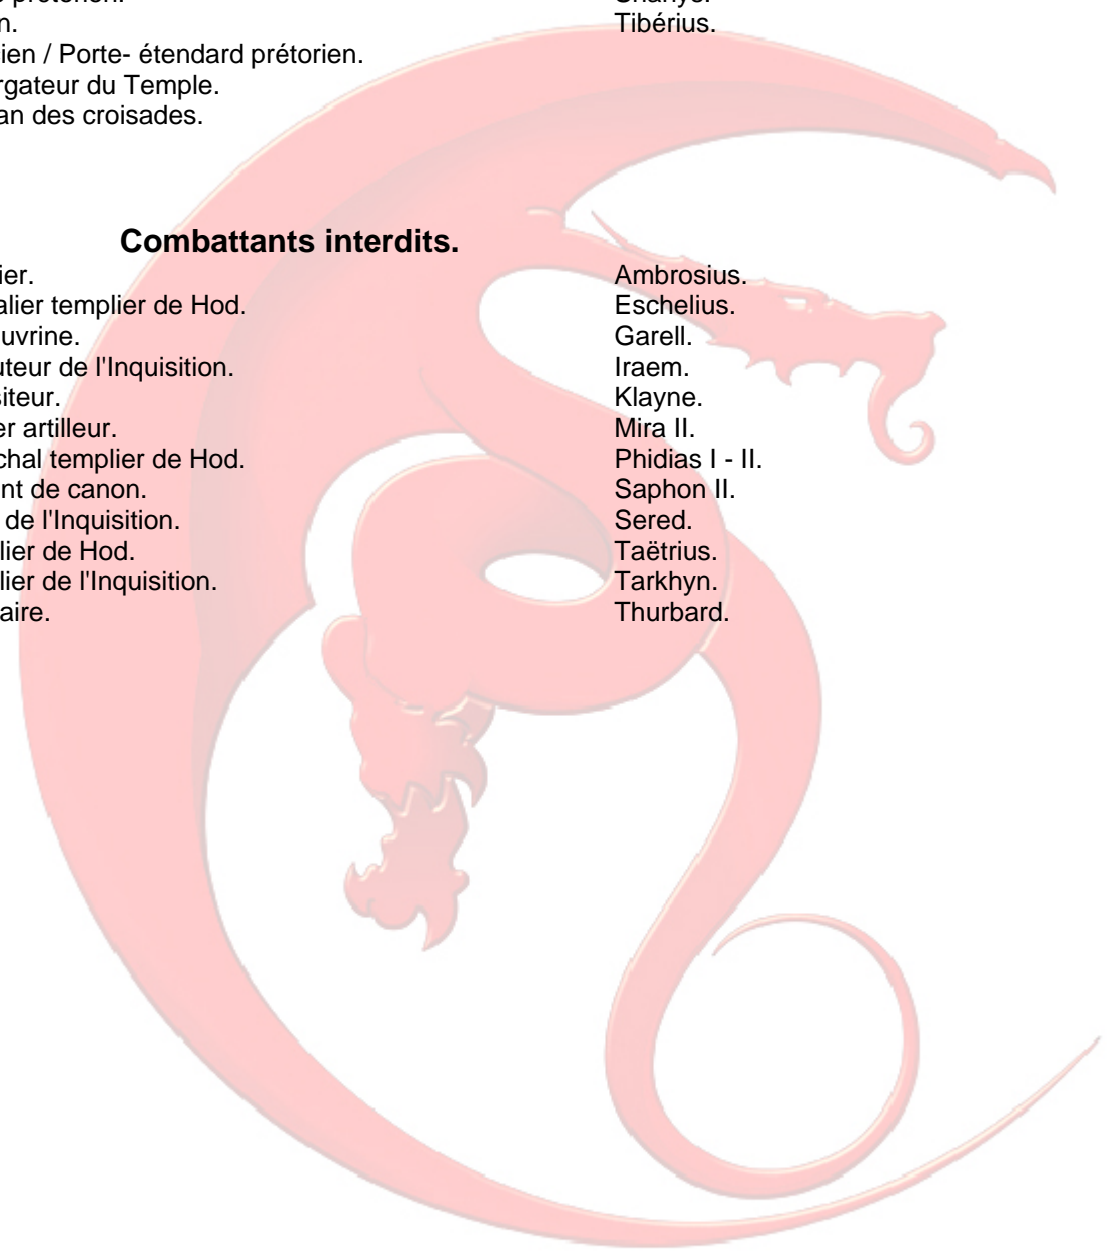 prétorien.
n.
ien / Porte- étendard prétorien.
rgateur du Temple.
an des croisades.
Tibérius.
Combattants interdits.
ier.
alier templier de Hod.
uvrine.
uteur de l'Inquisition.
siteur.
er artilleur.
chal templier de Hod.
nt de canon.
de l'Inquisition.
lier de Hod.
lier de l'Inquisition.
aire.
Ambrosius.
Eschelius.
Garell.
Iraem.
Klayne.
Mira II.
Phidias I - II.
Saphon II.
Sered.
Taëtrius.
Tarkhyn.
Thurbard.